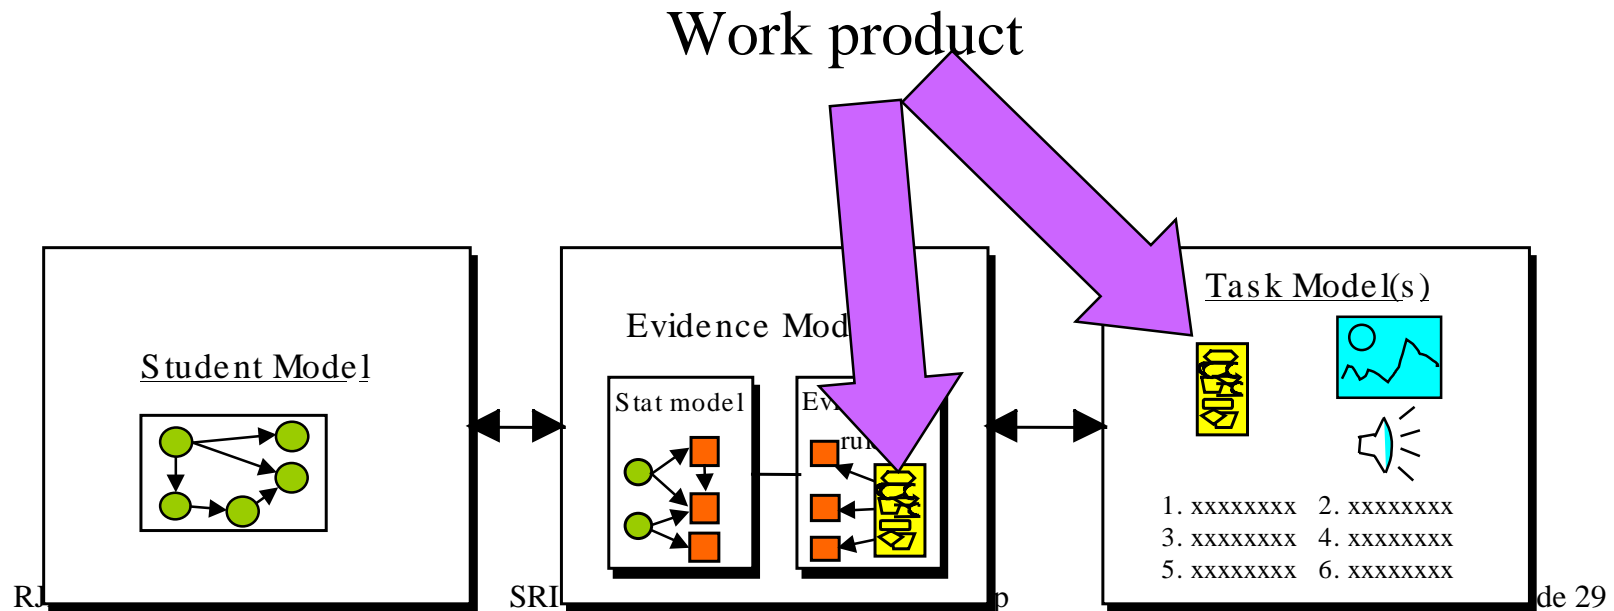 Work product
Student Model
Evidence Mod
Stat model
Ev
rul
Task Model(s)
1. xxxxxxxx 2. xxxxxxxx
3. xxxxxxxx 4. xxxxxxxx
5. xxxxxxxx 6. xxxxxxxx
RJ
SRI
p
de 29